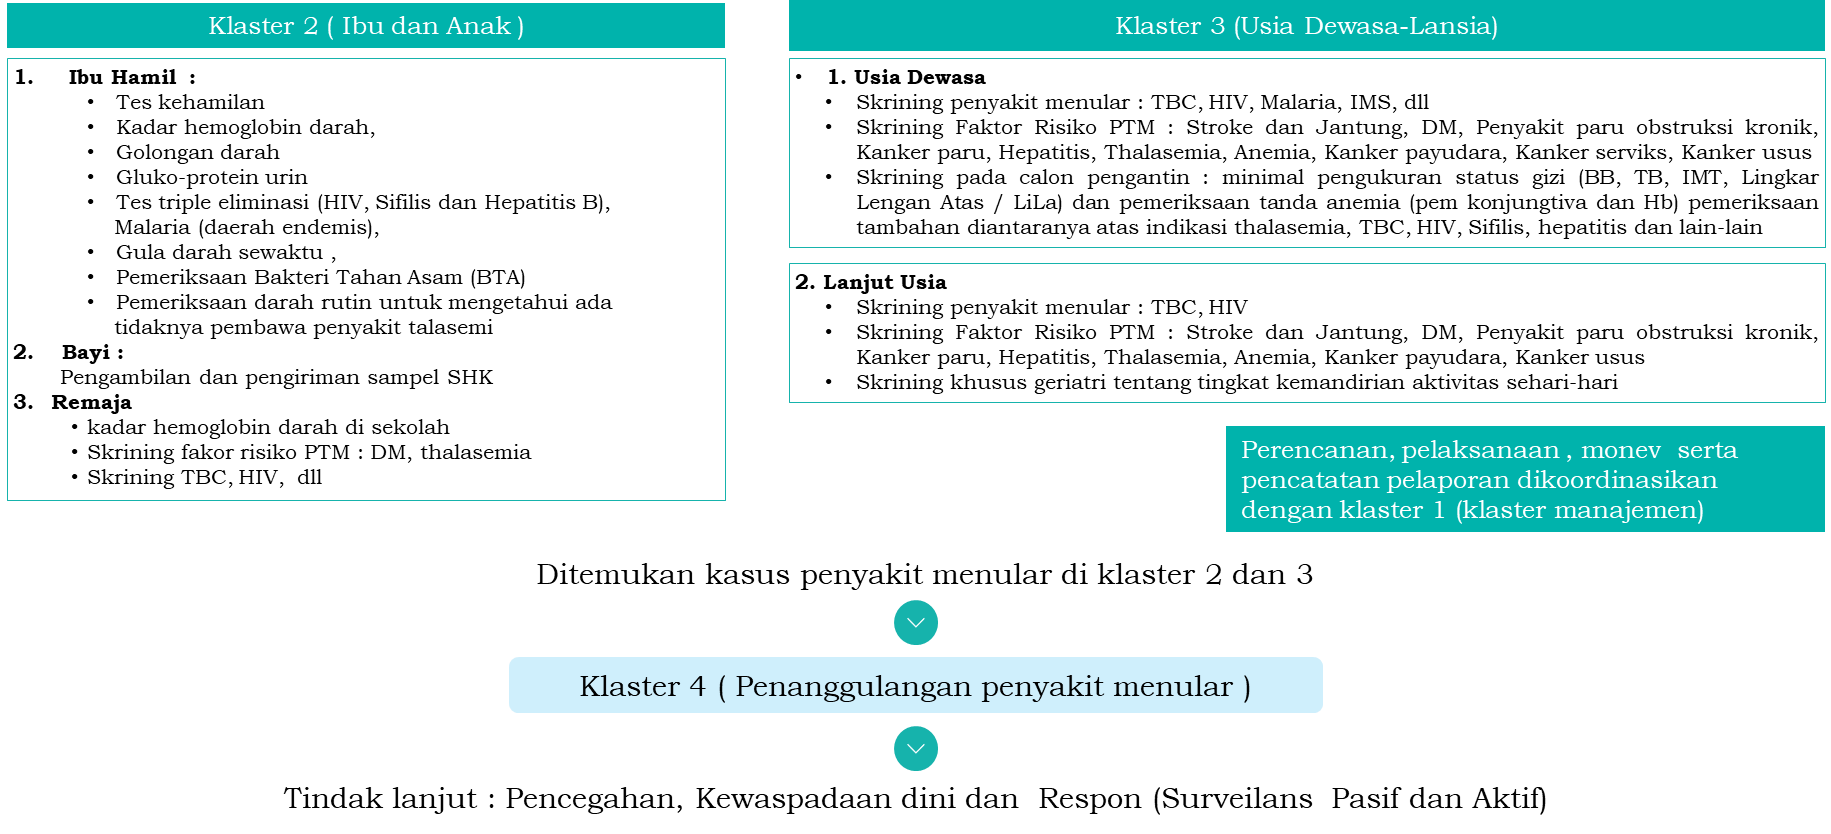 Klaster 2 ( Ibu dan Anak )
1. Ibu Hamil :
• Tes kehamilan
• Kadar hemoglobin darah,
• Golongan darah
• Gluko-protein urin
• Tes triple eliminasi (HIV, Sifilis dan Hepatitis B),
Malaria (daerah endemis),
• Gula darah sewaktu ,
• Pemeriksaan Bakteri Tahan Asam (BTA)
• Pemeriksaan darah rutin untuk mengetahui ada
tidaknya pembawa penyakit talasemi
2. Bayi :
Pengambilan dan pengiriman sampel SHK
3. Remaja
• kadar hemoglobin darah di sekolah
• Skrining fakor risiko PTM : DM, thalasemia
• Skrining TBC, HIV, dll
Klaster 3 (Usia Dewasa-Lansia)
• 1. Usia Dewasa
• Skrining penyakit menular : TBC, HIV, Malaria, IMS, dll
• Skrining Faktor Risiko PTM : Stroke dan Jantung, DM, Penyakit paru obstruksi kronik,
Kanker paru, Hepatitis, Thalasemia, Anemia, Kanker payudara, Kanker serviks, Kanker usus
• Skrining pada calon pengantin : minimal pengukuran status gizi (BB, TB, IMT, Lingkar
Lengan Atas / LiLa) dan pemeriksaan tanda anemia (pem konjungtiva dan Hb) pemeriksaan
tambahan diantaranya atas indikasi thalasemia, TBC, HIV, Sifilis, hepatitis dan lain-lain
2. Lanjut Usia
• Skrining penyakit menular : TBC, HIV
• Skrining Faktor Risiko PTM : Stroke dan Jantung, DM, Penyakit paru obstruksi kronik,
Kanker paru, Hepatitis, Thalasemia, Anemia, Kanker payudara, Kanker usus
• Skrining khusus geriatri tentang tingkat kemandirian aktivitas sehari-hari
Perencanan, pelaksanaan , monev serta
pencatatan pelaporan dikoordinasikan
dengan klaster 1 (klaster manajemen)
Ditemukan kasus penyakit menular di klaster 2 dan 3
Klaster 4 ( Penanggulangan penyakit menular )
Tindak lanjut : Pencegahan, Kewaspadaan dini dan Respon (Surveilans Pasif dan Aktif)